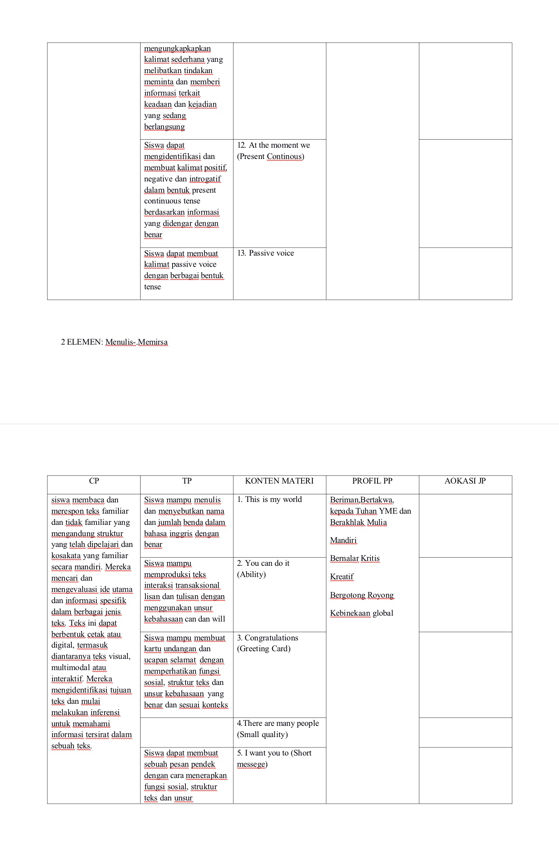 mengungkapkapkan
kalimat sederhana yang
melibatkan tindakan
meminta dan memberi
informasi terkait
keadaan dan kejadian
yang sedang
berlangsung
Siswa dapat
mengidentifikasi dan
membuat kalimat positif,
negative dan introgatif
dalam bentuk present
continuous tense
berdasarkan informasi
yang didengar dengan
benar
12. At the moment we
(Present Continous)
Siswa dapat membuat
kalimat passive voice
dengan berbagai bentuk
tense
13. Passive voice
2 ELEMEN: Menulis-.Memirsa
CP
TP
KONTEN MATERI
PROFIL PP
AOKASI JP
siswa membaca dan
merespon teks familiar
dan tidak familiar yang
mengandung struktur
yang telah dipelajari dan
kosakata yang familiar
secara mandiri. Mereka
mencari dan
mengevaluasi ide utama
dan informasi spesifik
dalam berbagai jenis
teks. Teks ini dapat
berbentuk cetak atau
digital, termasuk
diantaranya teks visual,
multimodal atau
interaktif. Mereka
mengidentifikasi tujuan
teks dan mulai
melakukan inferensi
untuk memahami
informasi tersirat dalam
sebuah teks.
Siswa mampu menulis
dan menyebutkan nama
dan jumlah benda dalam
bahasa inggris dengan
benar
1. This is my world
Beriman,Bertakwa,
kepada Tuhan YME dan
Berakhlak Mulia
Mandiri
Bernalar Kritis
Kreatif
Bergotong Royong
Kebinekaan global
Siswa mampu
memproduksi teks
interaksi transaksional
lisan dan tulisan dengan
menggunakan unsur
kebahasaan can dan will
2. You can do it
(Ability)
Siswa mampu membuat
kartu undangan dan
ucapan selamat dengan
memperhatikan fungsi
sosial, struktur teks dan
unsur kebahasaan yang
benar dan sesuai konteks
3. Congratulations
(Greeting Card)
4.There are many people
(Small quality)
Siswa dapat membuat
sebuah pesan pendek
dengan cara menerapkan
fungsi sosial, struktur
teks dan unsur
5. I want you to (Short
messege)